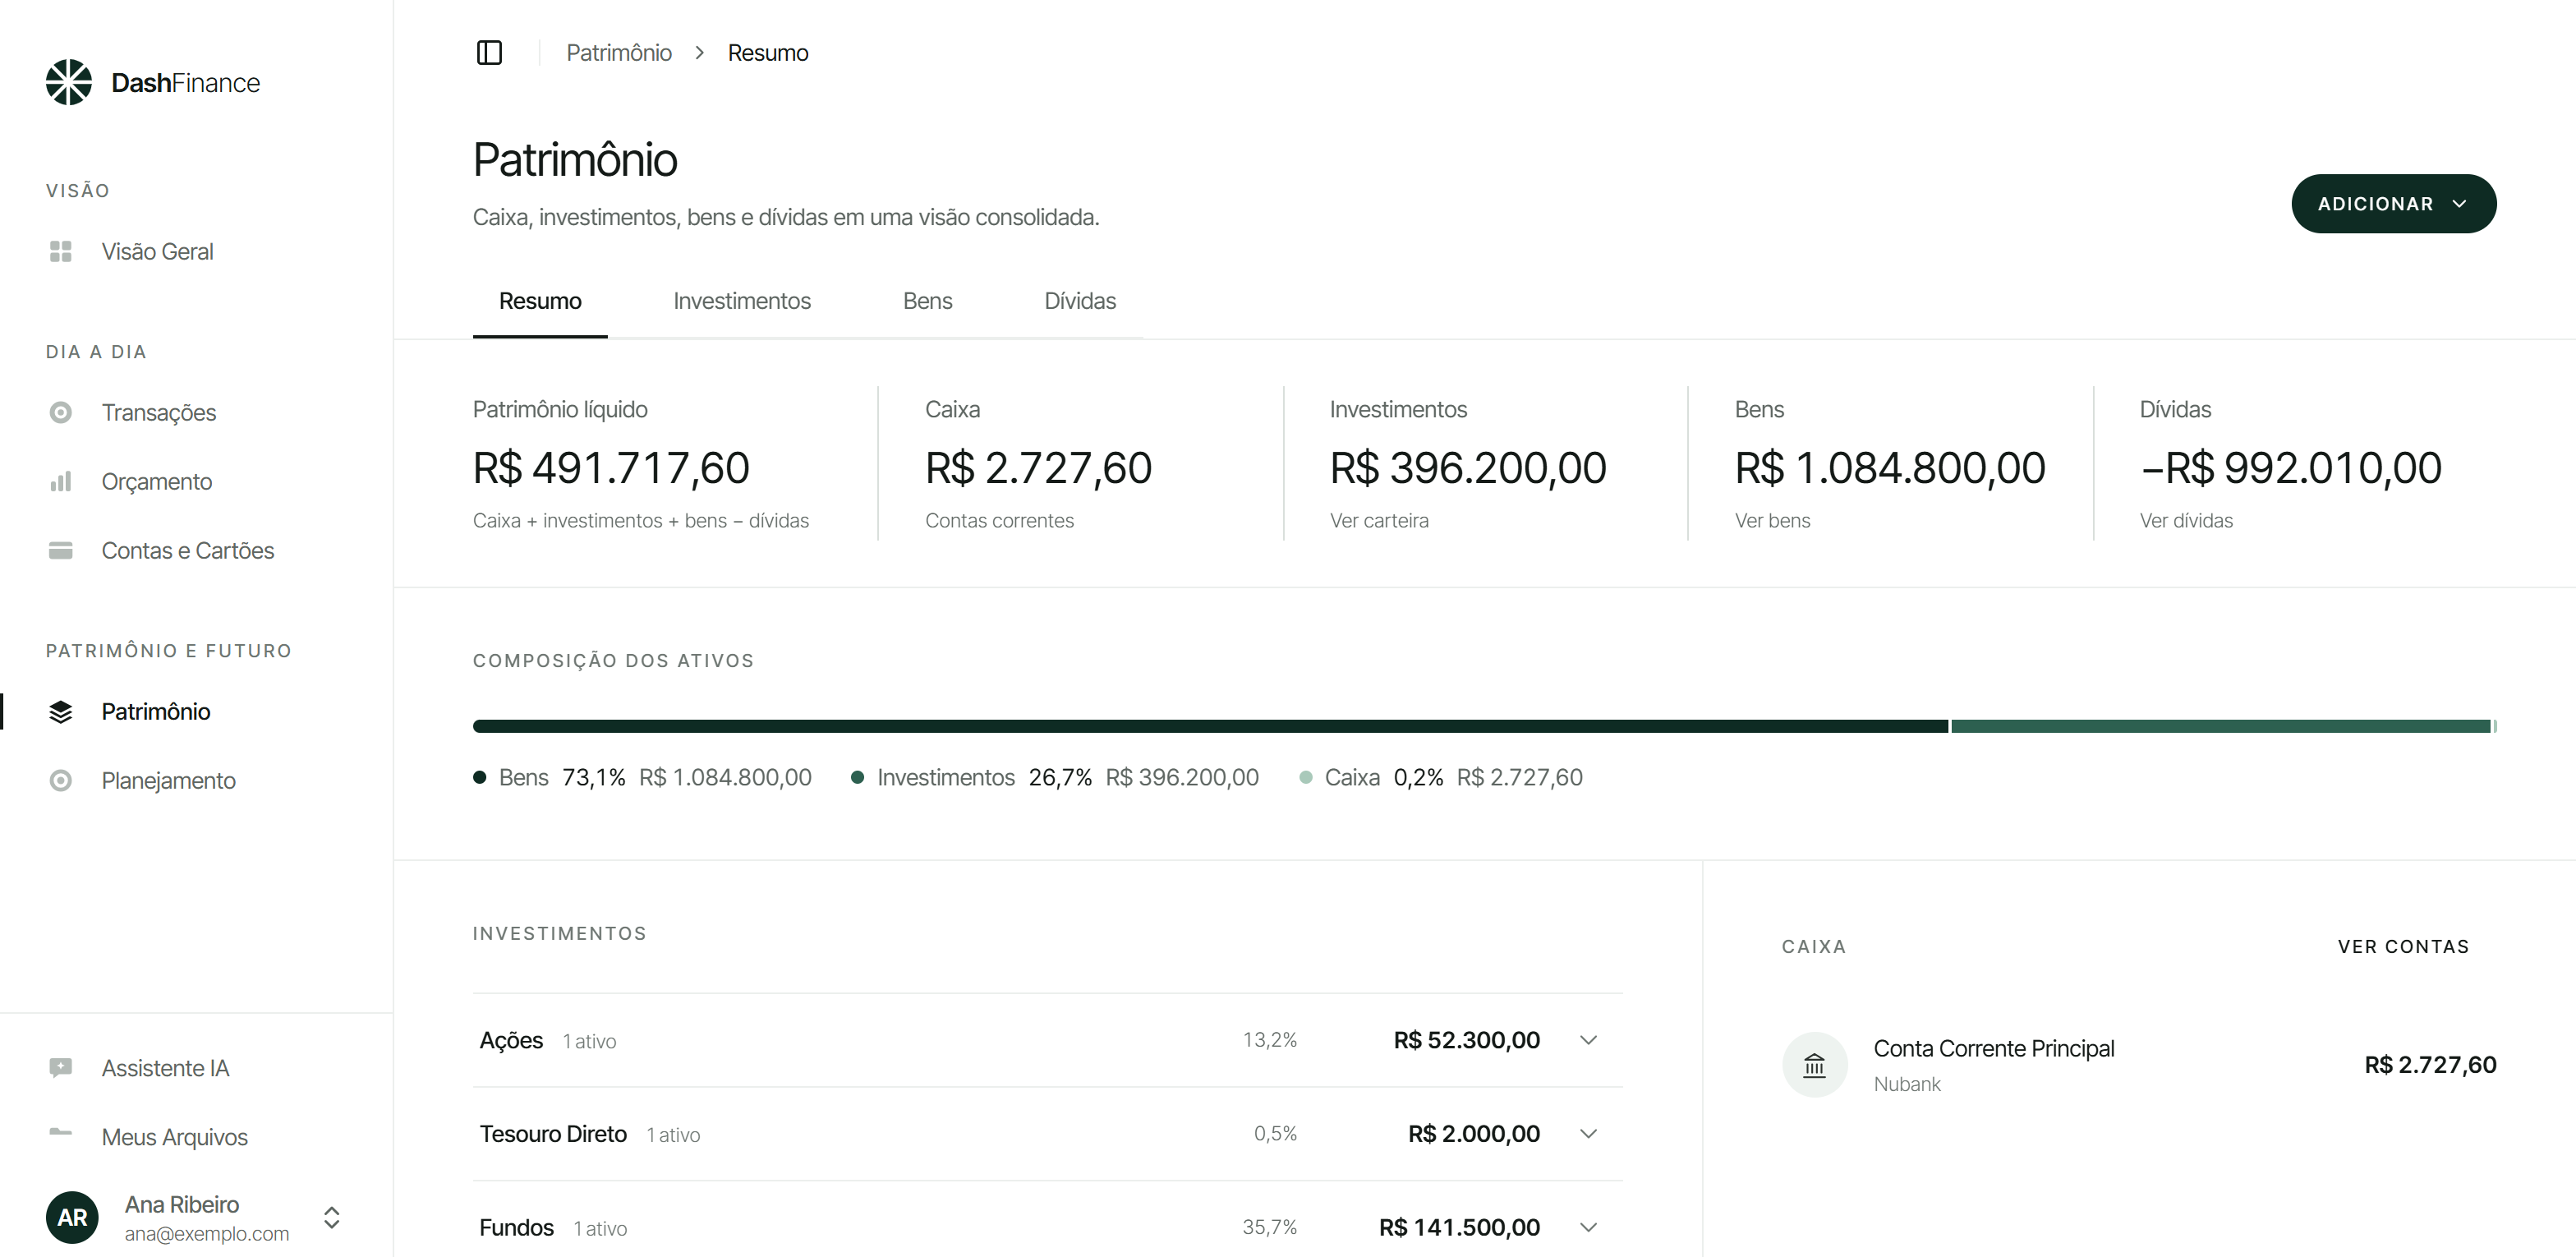 DashFinance
VISÃO
Visão Geral
DIA A DIA
Transações
Orçamento
Contas e Cartões
PATRIMÔNIO E FUTURO
Patrimônio
Planejamento
Assistente IA
Meus Arquivos
AR
Ana Ribeiro
ana@exemplo.com
Patrimônio > Resumo
Patrimônio
Caixa, investimentos, bens e dívidas em uma visão consolidada.
ADICIONAR
Resumo Investimentos Bens Dívidas
Patrimônio líquido
R$ 491.717,60
Caixa + investimentos + bens – dívidas
Caixa
R$ 2.727,60
Contas correntes
Investimentos
R$ 396.200,00
Ver carteira
Bens
R$ 1.084.800,00
Ver bens
Dívidas
–R$ 992.010,00
Ver dívidas
COMPOSIÇÃO DOS ATIVOS
Bens 73,1% R$ 1.084.800,00 Investimentos 26,7% R$ 396.200,00 Caixa 0,2% R$ 2.727,60
INVESTIMENTOS
Ações 1 ativo 13,2% R$ 52.300,00
Tesouro Direto 1 ativo 0,5% R$ 2.000,00
Fundos 1 ativo 35,7% R$ 141.500,00
CAIXA VER CONTAS
Conta Corrente Principal
Nubank
R$ 2.727,60